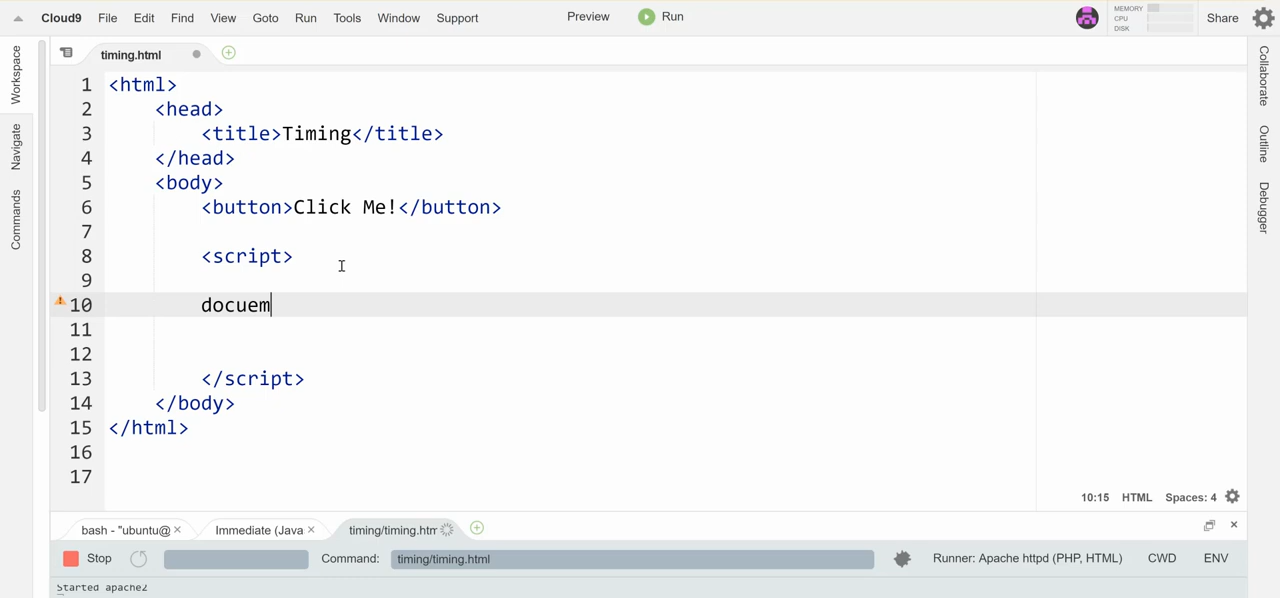 Cloud9 File Edit Find View Goto Run Tools Window Support Preview Run MEMORY CPU DISK Share
Workspace
Navigate
Commands
timing.html
1 <html>
2 <head>
3 <title>Timing</title>
4 </head>
5 <body>
6 <button>Click Me!</button>
7
8 <script>
9
10 docuem
11
12
13 </script>
14 </body>
15 </html>
16
17
10:15 HTML Spaces: 4
Collaborate
Outline
Debugger
bash - "ubuntu@ Immediate (Java timing/timing.htm
Stop Command: timing/timing.html Runner: Apache httpd (PHP, HTML) CWD ENV
Started apache2